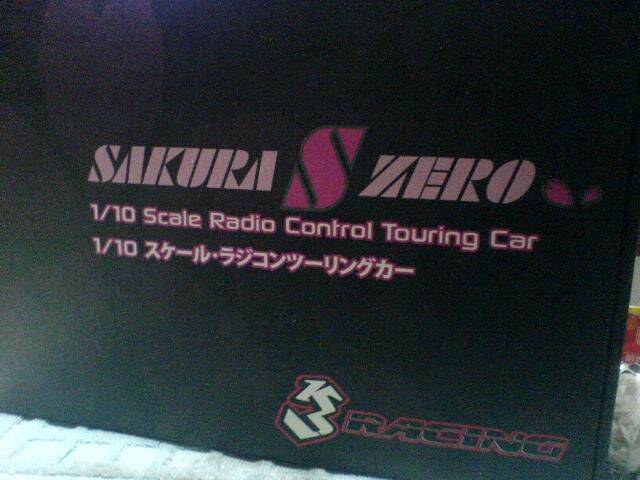 SAKURA S ZERO
1/10 Scale Radio Control Touring Car
1/10 スケール・ラジコンツーリングカー
RACING